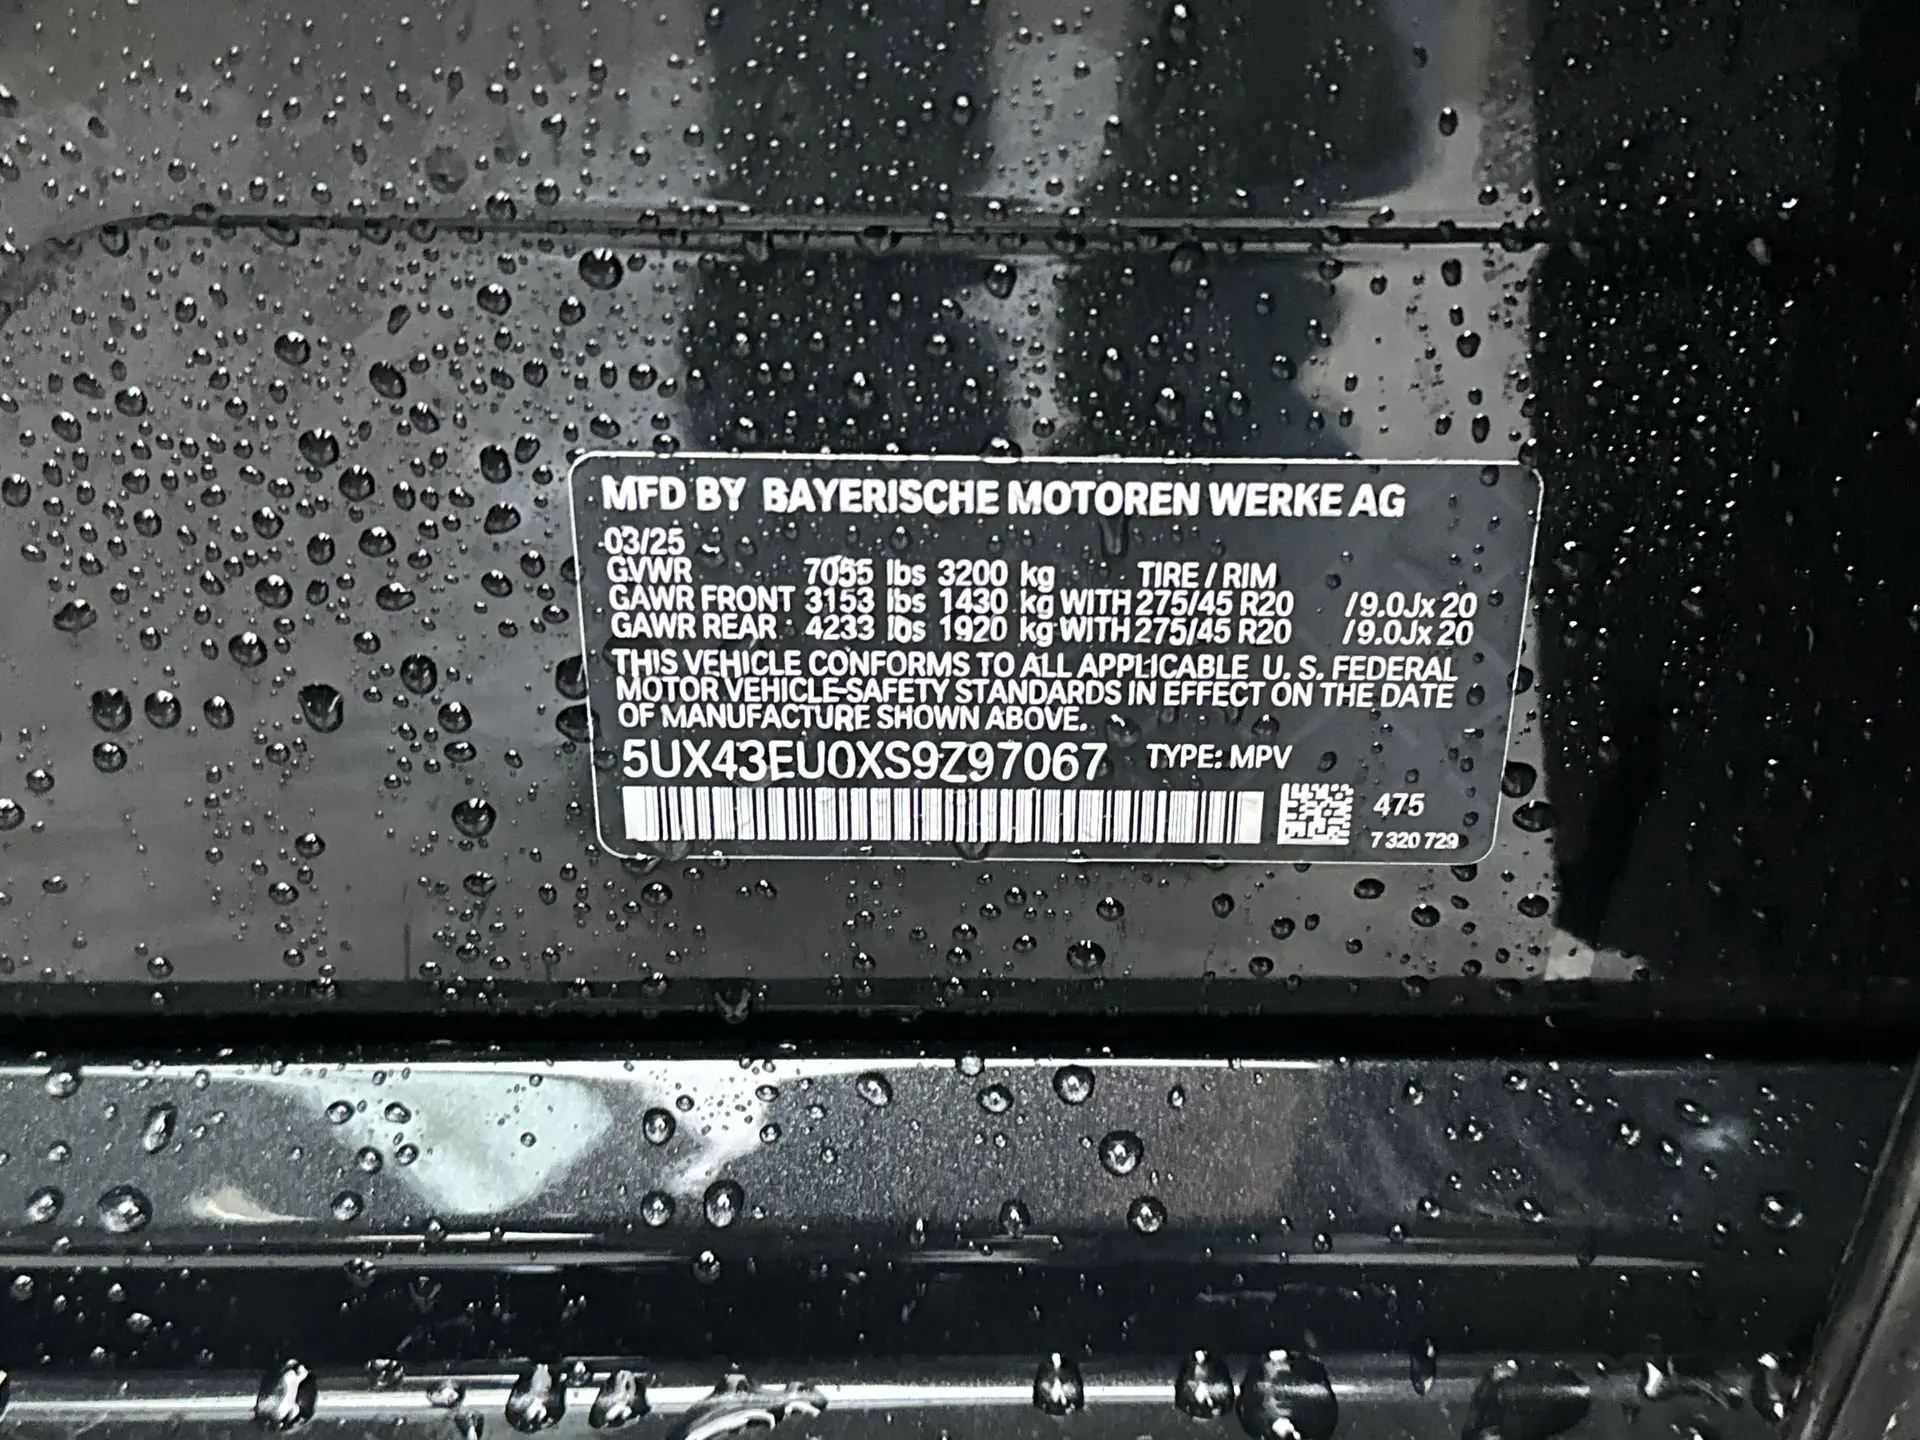 MFD BY BAYERISCHE MOTOREN WERKE AG
03/25
GVWR 7055 lbs 3200 kg TIRE / RIM
GAWR FRONT 3153 lbs 1430 kg WITH 275/45 R20 / 9.0Jx 20
GAWR REAR 4233 lbs 1920 kg WITH 275/45 R20 / 9.0Jx 20
THIS VEHICLE CONFORMS TO ALL APPLICABLE U. S. FEDERAL
MOTOR VEHICLE SAFETY STANDARDS IN EFFECT ON THE DATE
OF MANUFACTURE SHOWN ABOVE.
5UX43EU0XS9Z97067 TYPE: MPV
475
7 320 729